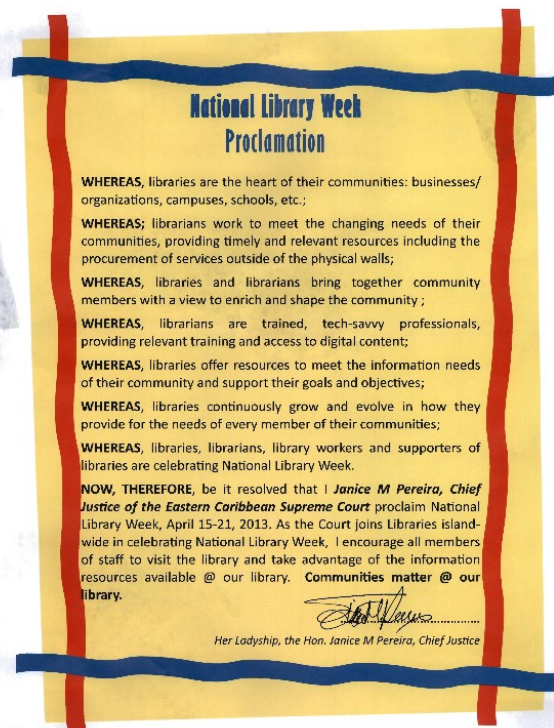 National Library Week
Proclamation
WHEREAS, libraries are the heart of their communities: businesses/
organizations, campuses, schools, etc.;
WHEREAS; librarians work to meet the changing needs of their
communities, providing timely and relevant resources including the
procurement of services outside of the physical walls;
WHEREAS, libraries and librarians bring together community
members with a view to enrich and shape the community ;
WHEREAS, librarians are trained, tech-savvy professionals,
providing relevant training and access to digital content;
WHEREAS, libraries offer resources to meet the information needs
of their community and support their goals and objectives;
WHEREAS, libraries continuously grow and evolve in how they
provide for the needs of every member of their communities;
WHEREAS, libraries, librarians, library workers and supporters of
libraries are celebrating National Library Week.
NOW, THEREFORE, be it resolved that I Janice M Pereira, Chief
Justice of the Eastern Caribbean Supreme Court proclaim National
Library Week, April 15-21, 2013. As the Court joins Libraries island-
wide in celebrating National Library Week, I encourage all members
of staff to visit the library and take advantage of the information
resources available @ our library. Communities matter @ our
library.
Her Ladyship, the Hon. Janice M Pereira, Chief Justice